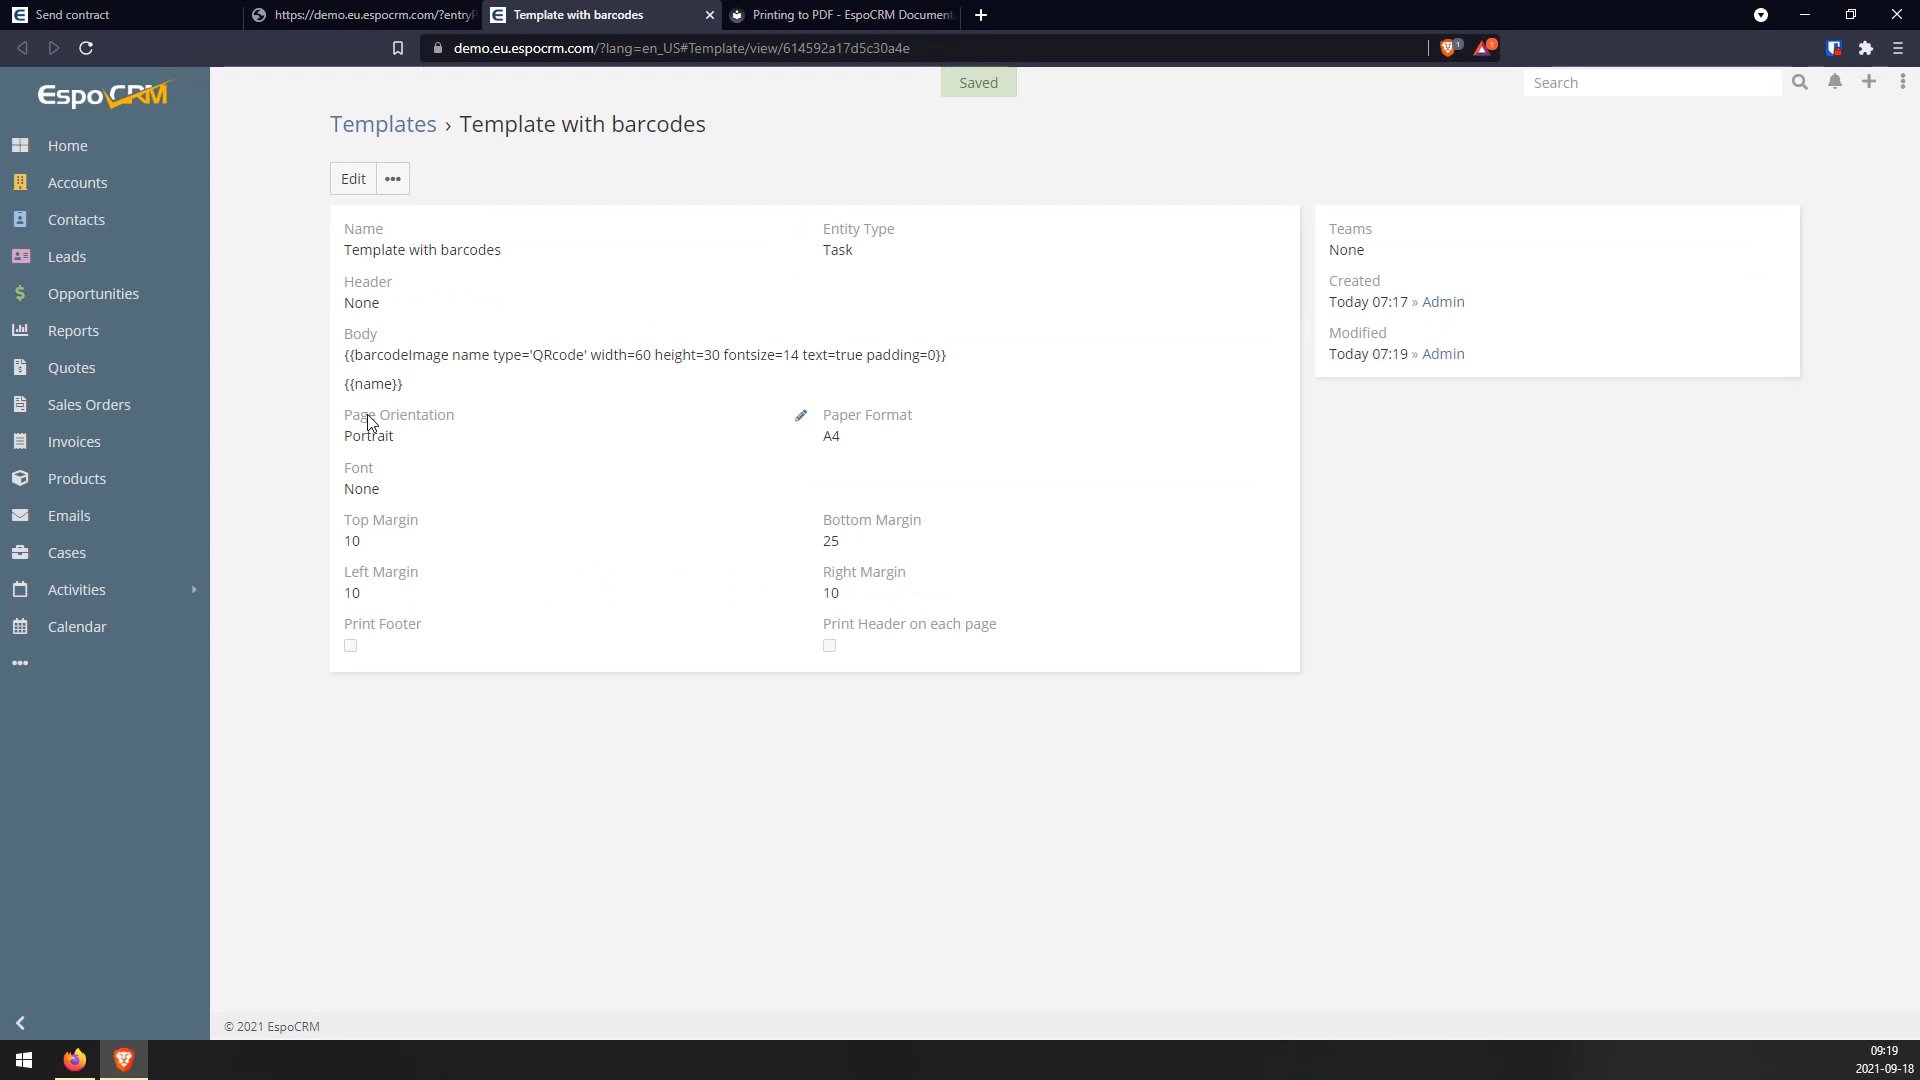 Send contract
https://demo.eu.espocrm.com/?entryP
Template with barcodes
Printing to PDF - EspoCRM Document
demo.eu.espocrm.com/?lang=en_US#Template/view/614592a17d5c30a4e
1
1
EspoCRM
Saved
Search
Home
Accounts
Contacts
Leads
Opportunities
Reports
Quotes
Sales Orders
Invoices
Products
Emails
Cases
Activities
Calendar
Templates › Template with barcodes
Edit
Name
Template with barcodes
Entity Type
Task
Header
None
Body
{{barcodeImage name type='QRcode' width=60 height=30 fontsize=14 text=true padding=0}}
{{name}}
Page Orientation
Portrait
Paper Format
A4
Font
None
Top Margin
10
Bottom Margin
25
Left Margin
10
Right Margin
10
Print Footer
Print Header on each page
Teams
None
Created
Today 07:17 » Admin
Modified
Today 07:19 » Admin
© 2021 EspoCRM
09:19
2021-09-18